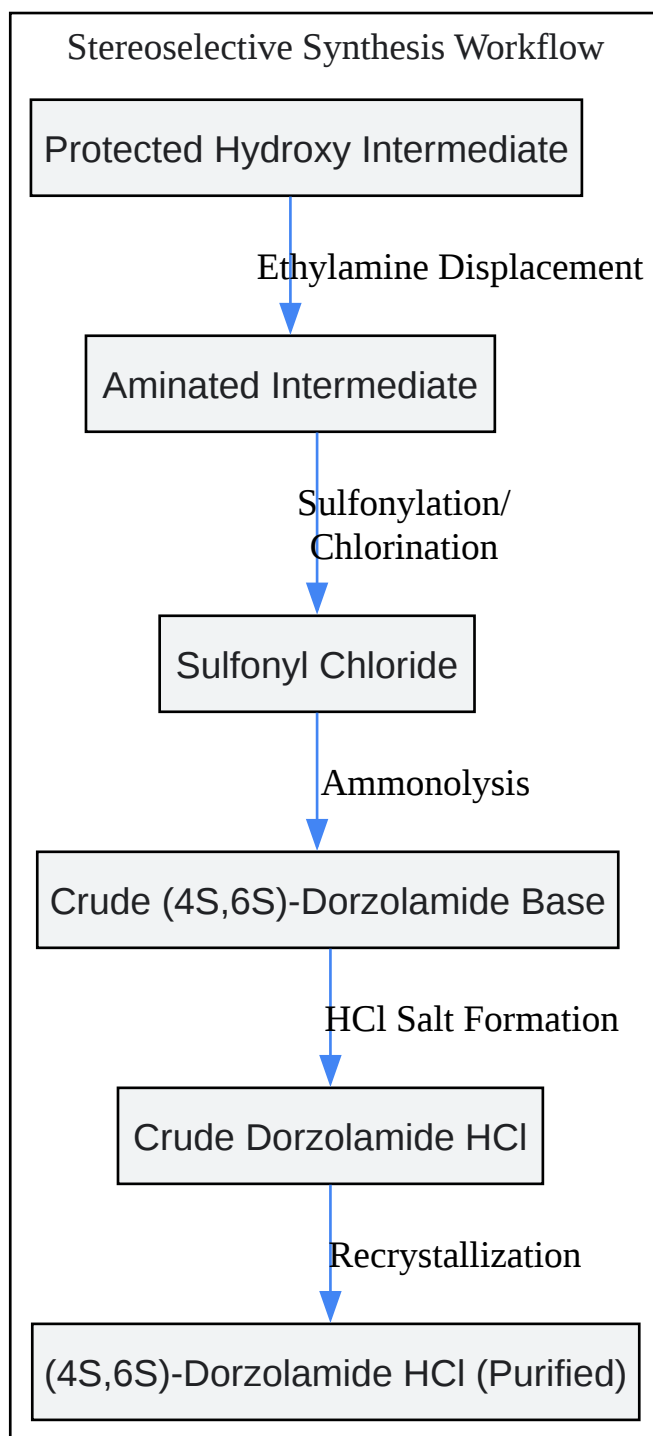 Stereoselective Synthesis Workflow
Protected Hydroxy Intermediate
Ethylamine Displacement
Aminated Intermediate
Sulfonylation/
Chlorination
Sulfonyl Chloride
Ammonolysis
Crude (4S,6S)-Dorzolamide Base
HCl Salt Formation
Crude Dorzolamide HCl
Recrystallization
(4S,6S)-Dorzolamide HCl (Purified)